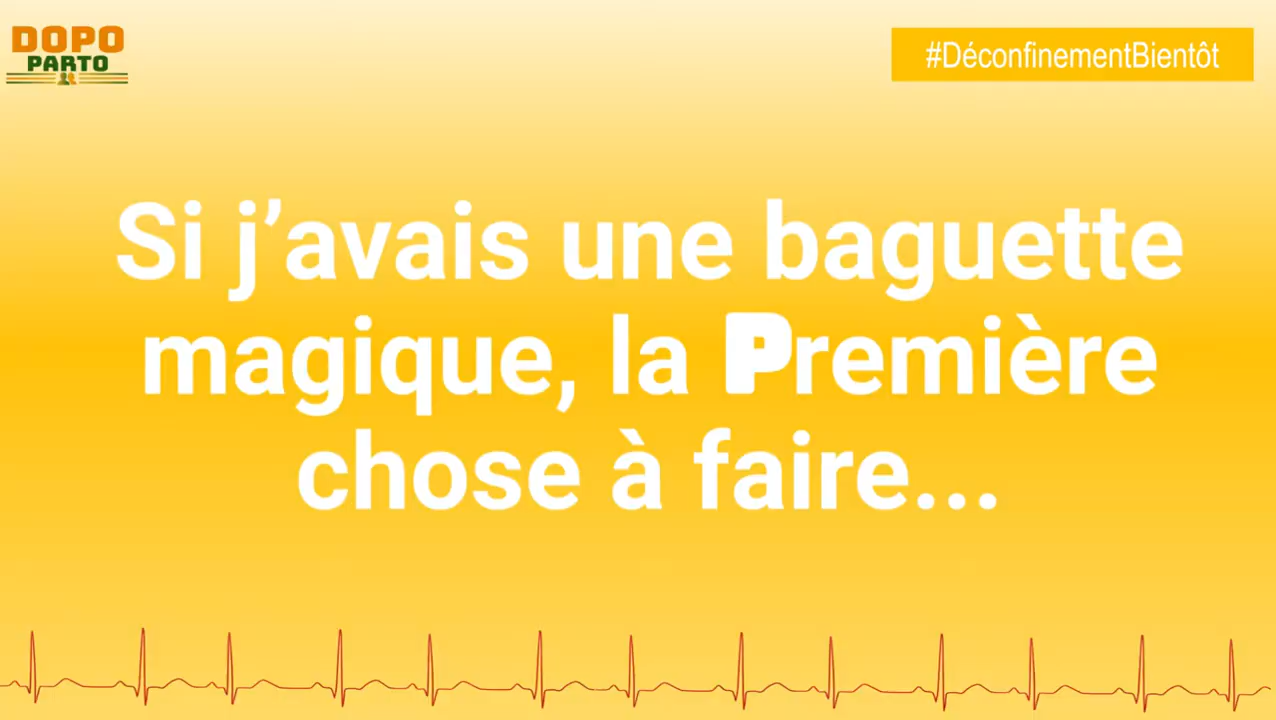 DOPO
PARTO
#DéconfinementBientôt
Si j’avais une baguette
magique, la Première
chose à faire...